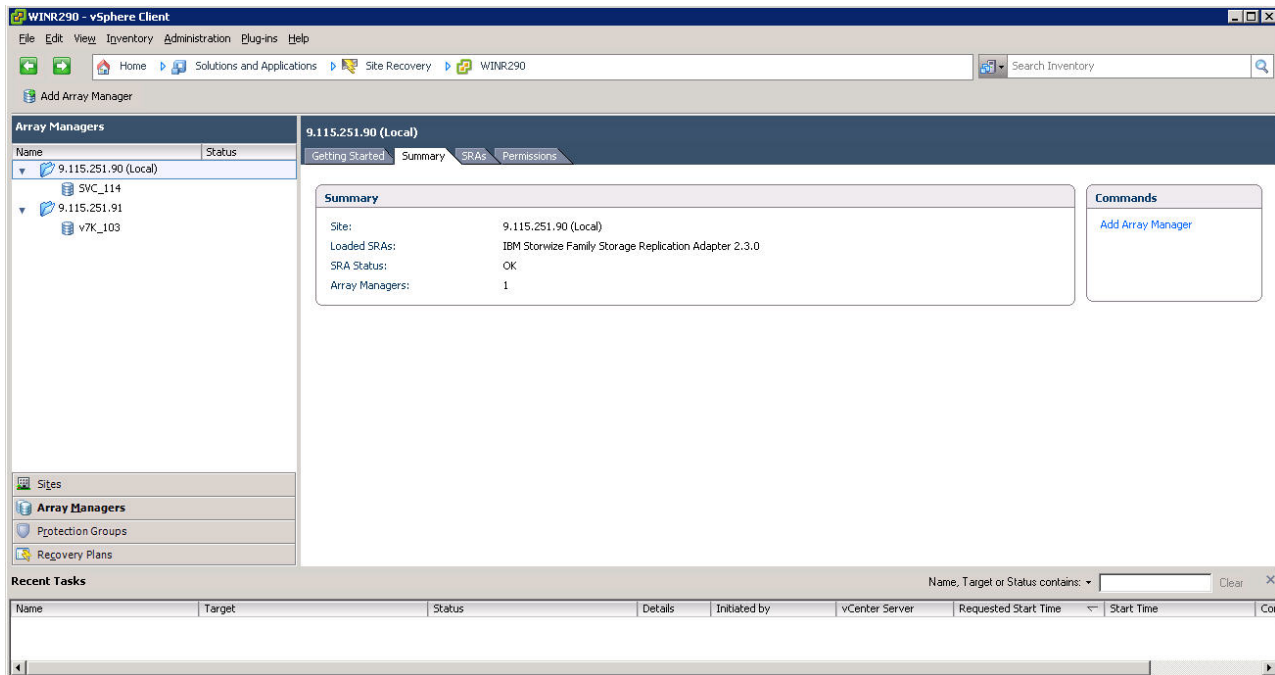 WINR290 - vSphere Client
File Edit View Inventory Administration Plug-ins Help
Home Solutions and Applications Site Recovery WINR290 Search Inventory
Add Array Manager
Array Managers
Name Status
9.115.251.90 (Local)
SVC_114
9.115.251.91
v7K_103
Sites
Array Managers
Protection Groups
Recovery Plans
9.115.251.90 (Local)
Getting Started Summary SRAs Permissions
Summary
Site: 9.115.251.90 (Local)
Loaded SRAs: IBM Storwize Family Storage Replication Adapter 2.3.0
SRA Status: OK
Array Managers: 1
Commands
Add Array Manager
Recent Tasks Name, Target or Status contains: Clear
Name Target Status Details Initiated by vCenter Server Requested Start Time Start Time Co